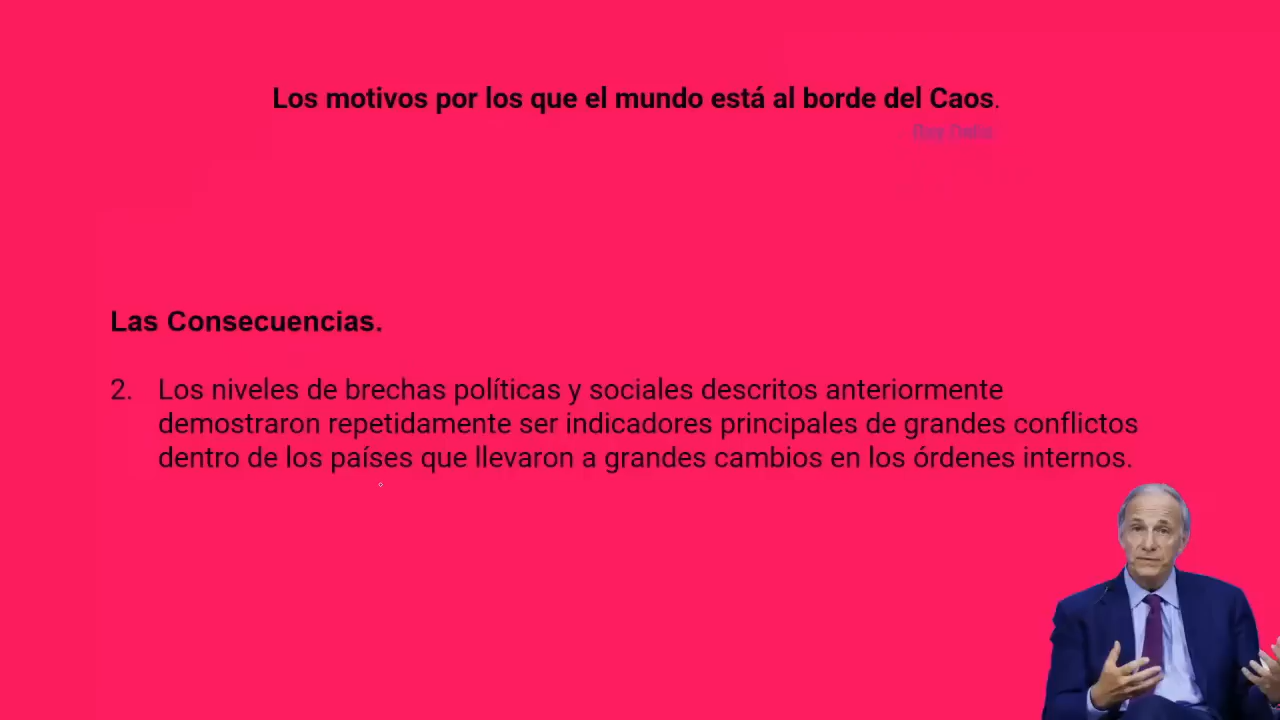 Los motivos por los que el mundo está al borde del Caos.
Ray Dalio
Las Consecuencias.
2. Los niveles de brechas políticas y sociales descritos anteriormente
demostraron repetidamente ser indicadores principales de grandes conflictos
dentro de los países que llevaron a grandes cambios en los órdenes internos.